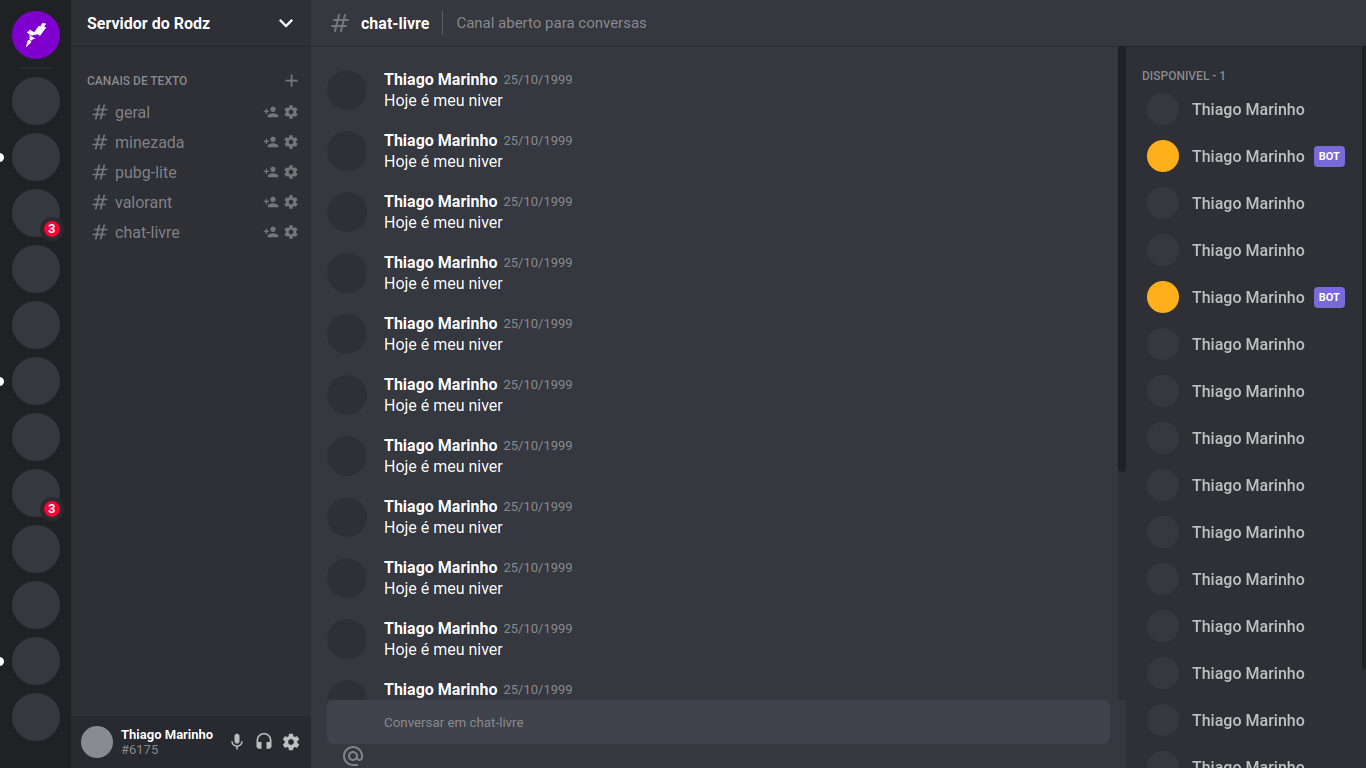 Servidor do Rodz
# chat-livre Canal aberto para conversas
CANAIS DE TEXTO
# geral
# minezada
# pubg-lite
# valorant
# chat-livre
3
3
Thiago Marinho
#6175
Thiago Marinho 25/10/1999
Hoje é meu niver
Thiago Marinho 25/10/1999
Hoje é meu niver
Thiago Marinho 25/10/1999
Hoje é meu niver
Thiago Marinho 25/10/1999
Hoje é meu niver
Thiago Marinho 25/10/1999
Hoje é meu niver
Thiago Marinho 25/10/1999
Hoje é meu niver
Thiago Marinho 25/10/1999
Hoje é meu niver
Thiago Marinho 25/10/1999
Hoje é meu niver
Thiago Marinho 25/10/1999
Hoje é meu niver
Thiago Marinho 25/10/1999
Hoje é meu niver
Thiago Marinho 25/10/1999
Conversar em chat-livre
@
DISPONIVEL - 1
Thiago Marinho
Thiago Marinho BOT
Thiago Marinho
Thiago Marinho
Thiago Marinho BOT
Thiago Marinho
Thiago Marinho
Thiago Marinho
Thiago Marinho
Thiago Marinho
Thiago Marinho
Thiago Marinho
Thiago Marinho
Thiago Marinho
Thiago Marinho